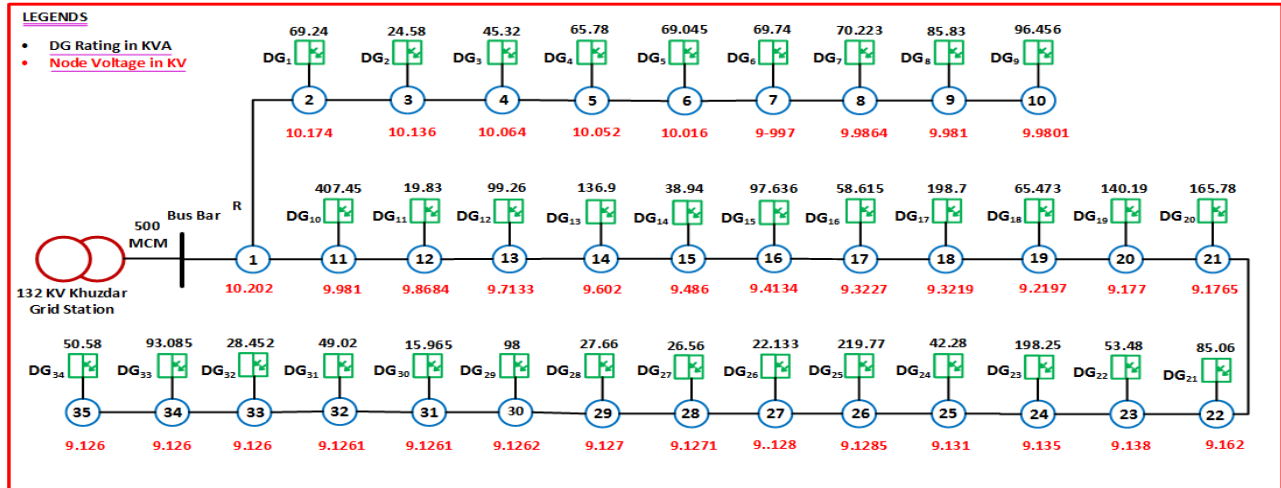 LEGENDS
• DG Rating in KVA
• Node Voltage in KV
69.24 24.58 45.32 65.78 69.045 69.74 70.223 85.83 96.456
DG1 DG2 DG3 DG4 DG5 DG6 DG7 DG8 DG9
2 3 4 5 6 7 8 9 10
10.174 10.136 10.064 10.052 10.016 9-997 9.9864 9.981 9.9801
407.45 19.83 99.26 136.9 38.94 97.636 58.615 198.7 65.473 140.19 165.78
R
DG10 DG11 DG12 DG13 DG14 DG15 DG16 DG17 DG18 DG19 DG20
500
MCM
Bus Bar
1 11 12 13 14 15 16 17 18 19 20 21
10.202 9.981 9.8684 9.7133 9.602 9.486 9.4134 9.3227 9.3219 9.2197 9.177 9.1765
132 KV Khuzdar
Grid Station
50.58 93.085 28.452 49.02 15.965 98 27.66 26.56 22.133 219.77 42.28 198.25 53.48 85.06
DG34 DG33 DG32 DG31 DG30 DG29 DG28 DG27 DG26 DG25 DG24 DG23 DG22 DG21
35 34 33 32 31 30 29 28 27 26 25 24 23 22
9.126 9.126 9.126 9.1261 9.1261 9.1262 9.127 9.1271 9..128 9.1285 9.131 9.135 9.138 9.162